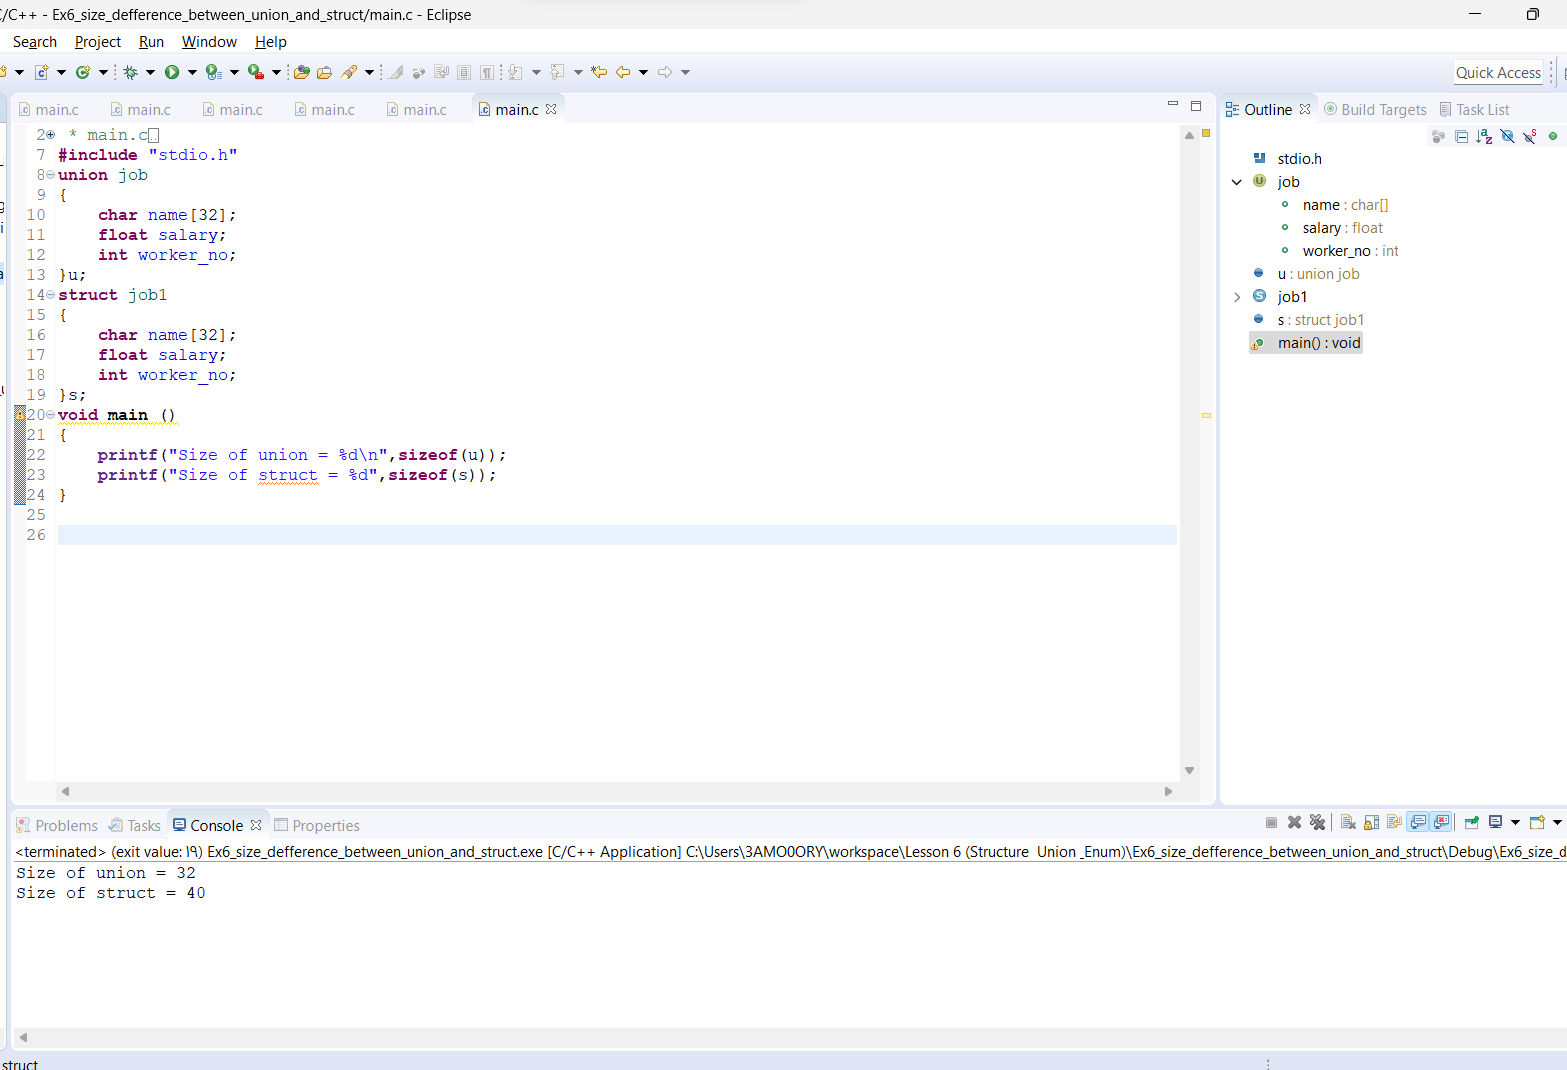 /C++ - Ex6_size_defference_between_union_and_struct/main.c - Eclipse
Search Project Run Window Help
Quick Access
main.c main.c main.c main.c main.c main.c
2 * main.c
7 #include "stdio.h"
8 union job
9 {
10 char name[32];
11 float salary;
12 int worker_no;
13 }u;
14 struct job1
15 {
16 char name[32];
17 float salary;
18 int worker_no;
19 }s;
20 void main ()
21 {
22 printf("Size of union = %d\n",sizeof(u));
23 printf("Size of struct = %d",sizeof(s));
24 }
25
26
Outline Build Targets Task List
stdio.h
job
name : char[]
salary : float
worker_no : int
u : union job
job1
s : struct job1
main() : void
Problems Tasks Console Properties
<terminated> (exit value: ١٩) Ex6_size_defference_between_union_and_struct.exe [C/C++ Application] C:\Users\3AMO0ORY\workspace\Lesson 6 (Structure Union _Enum)\Ex6_size_defference_between_union_and_struct\Debug\Ex6_size_d
Size of union = 32
Size of struct = 40
struct